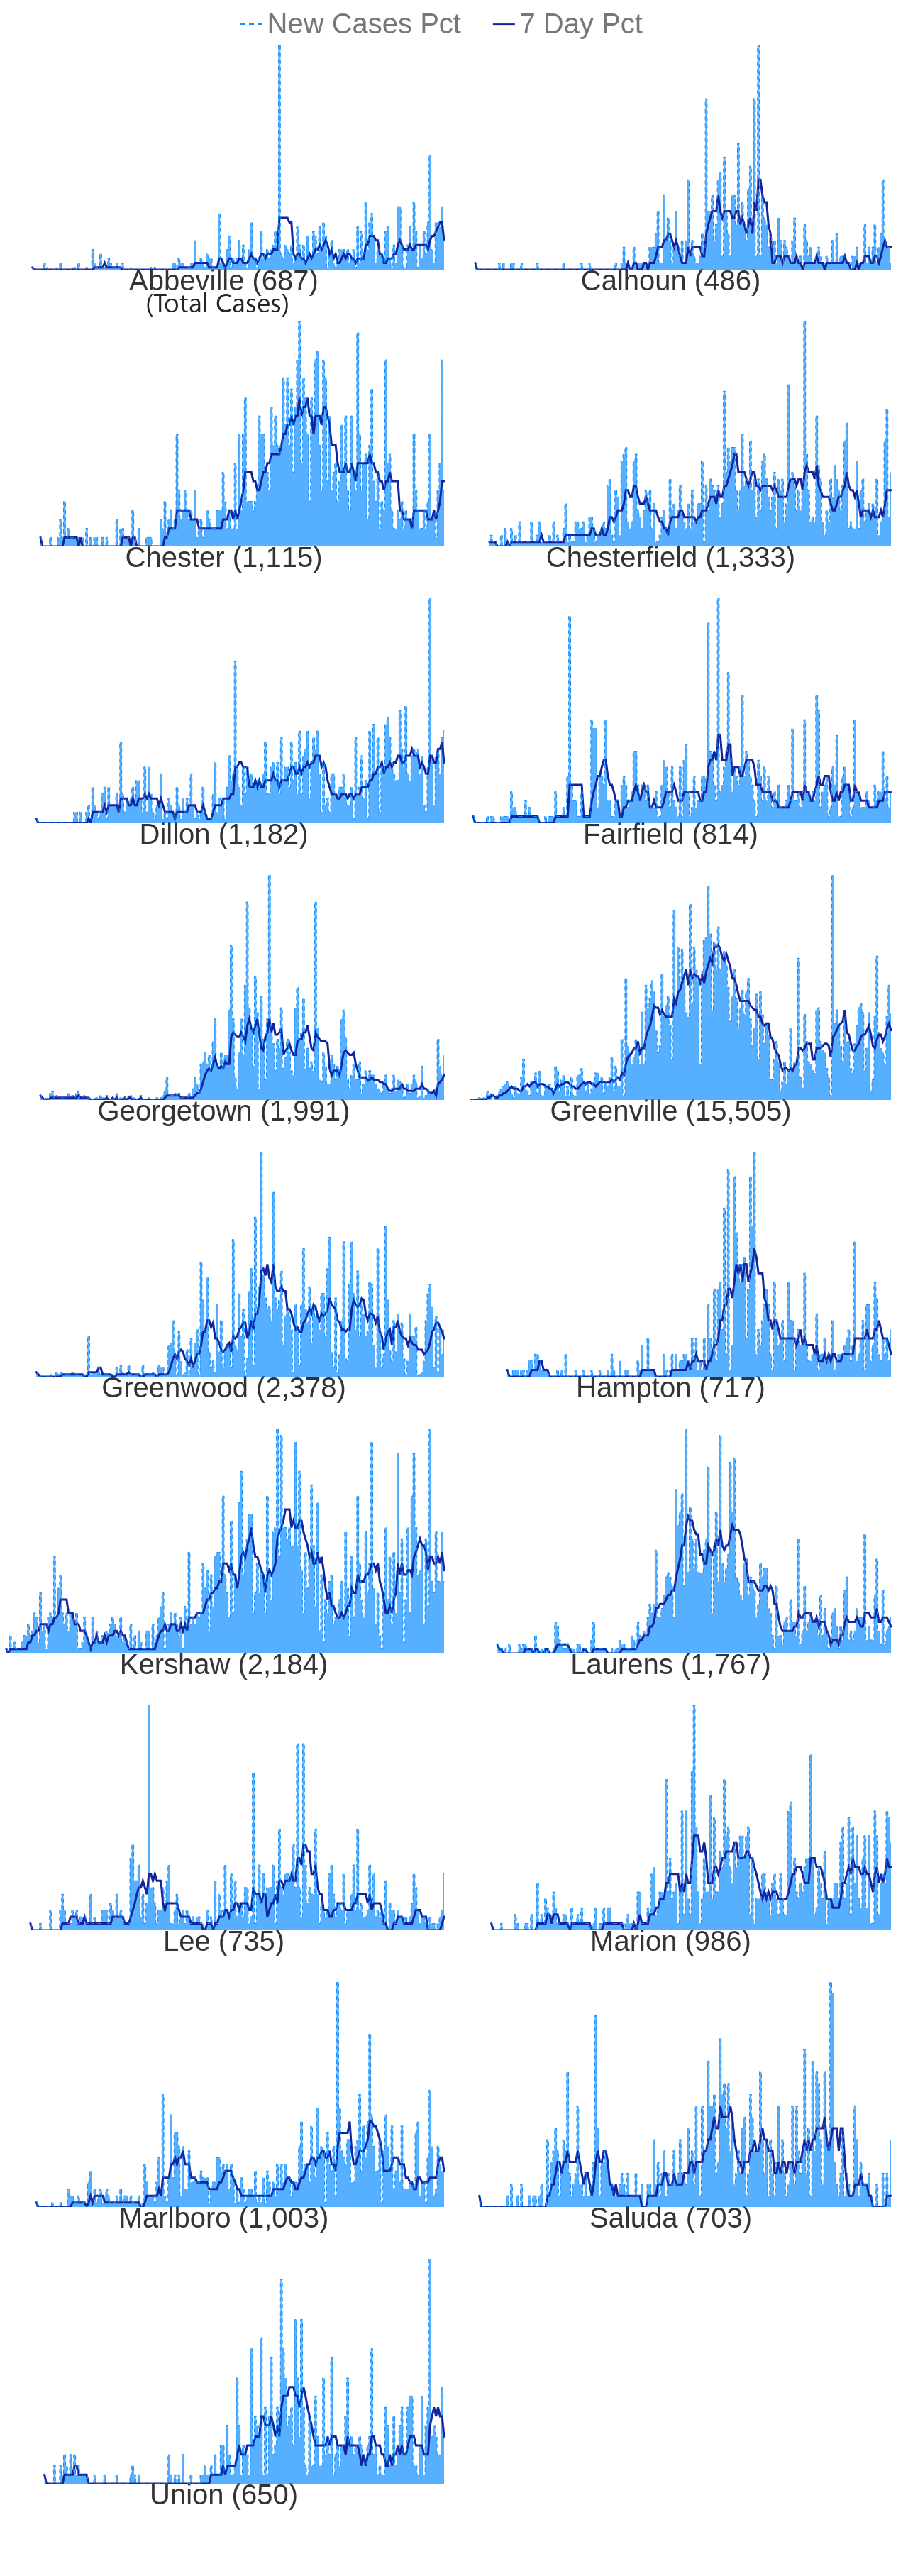 New Cases Pct 7 Day Pct
Abbeville (687) Calhoun (486)
(Total Cases)
Chester (1,115) Chesterfield (1,333)
Dillon (1,182) Fairfield (814)
Georgetown (1,991) Greenville (15,505)
Greenwood (2,378) Hampton (717)
Kershaw (2,184) Laurens (1,767)
Lee (735) Marion (986)
Marlboro (1,003) Saluda (703)
Union (650)